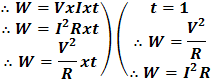 ∴ W = VxIxt
∴ W = I²Rxt
∴ W = V²/R xt
t = 1
∴ W = V²/R
∴ W = I²R